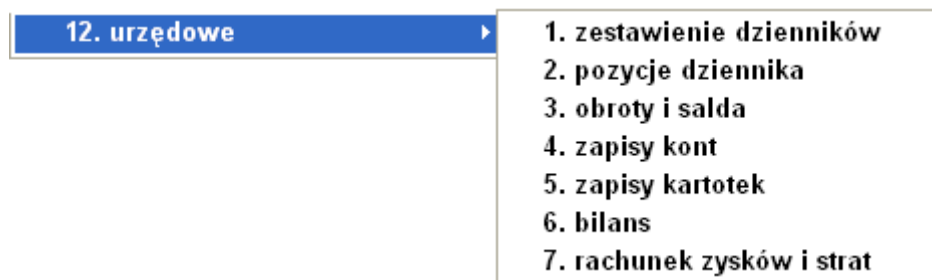 12. urzędowe
1. zestawienie dzienników
2. pozycje dziennika
3. obroty i salda
4. zapisy kont
5. zapisy kartotek
6. bilans
7. rachunek zysków i strat